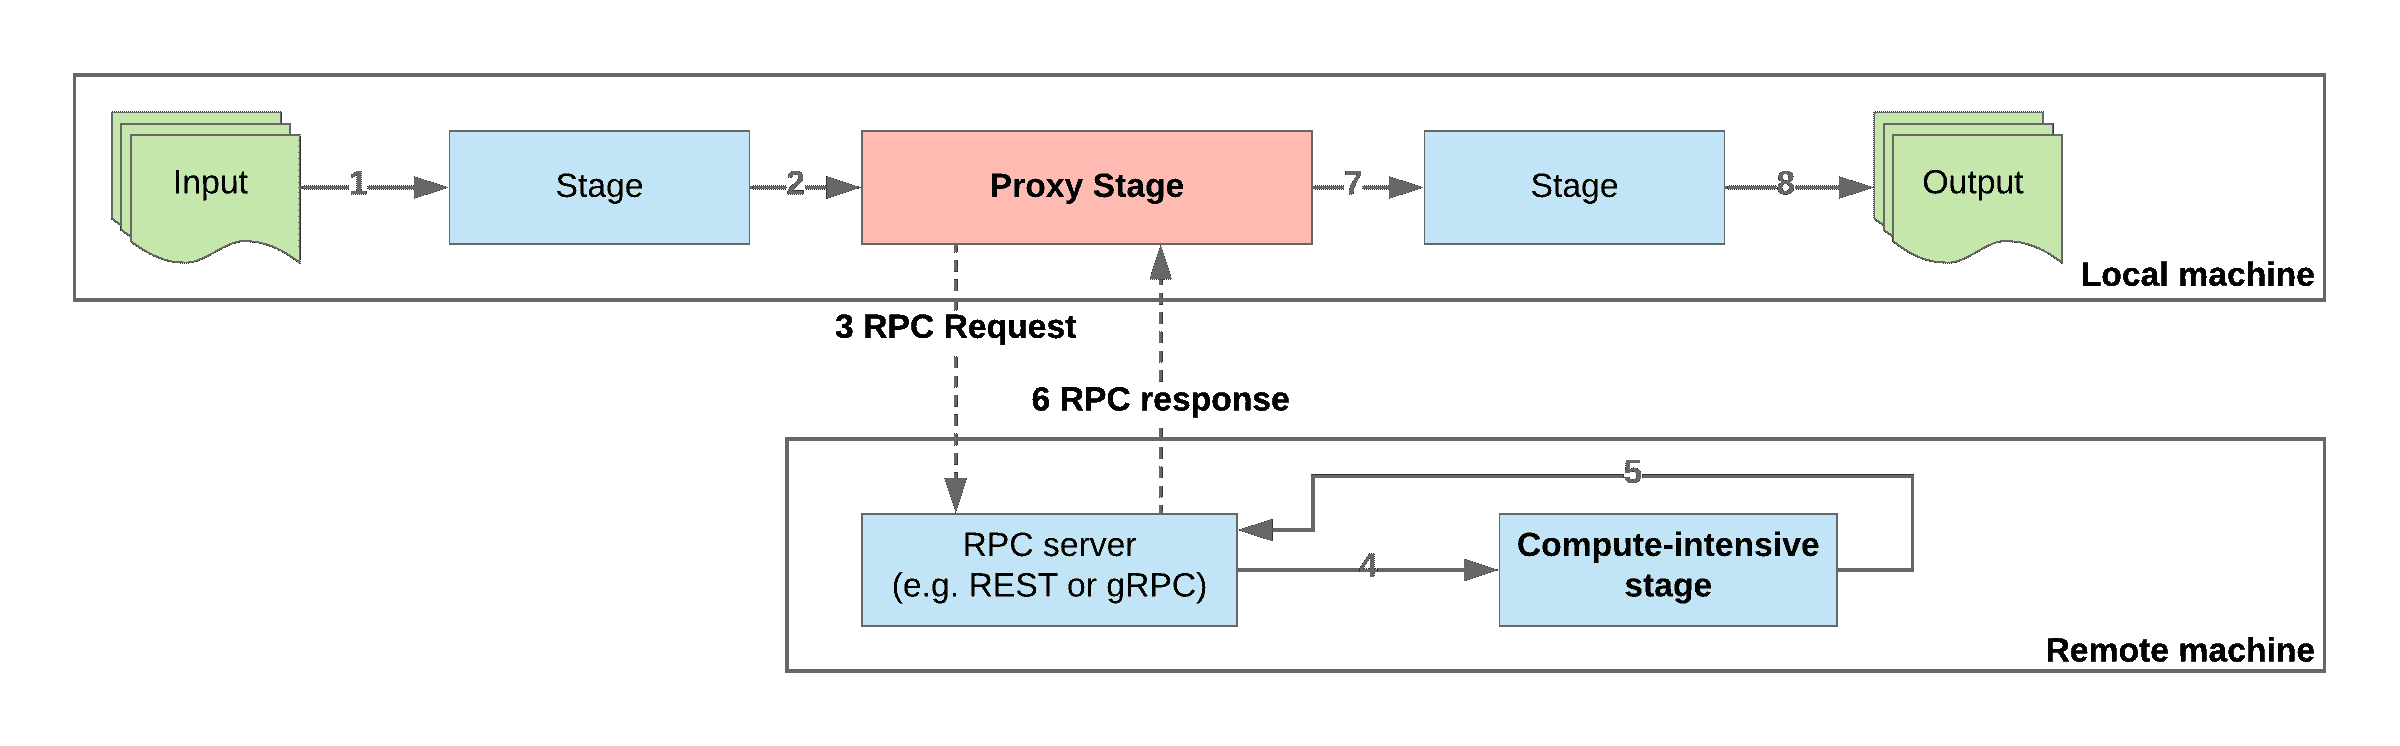 Input
1
Stage
2
Proxy Stage
7
Stage
8
Output
Local machine
3 RPC Request
6 RPC response
5
RPC server
(e.g. REST or gRPC)
4
Compute-intensive
stage
Remote machine